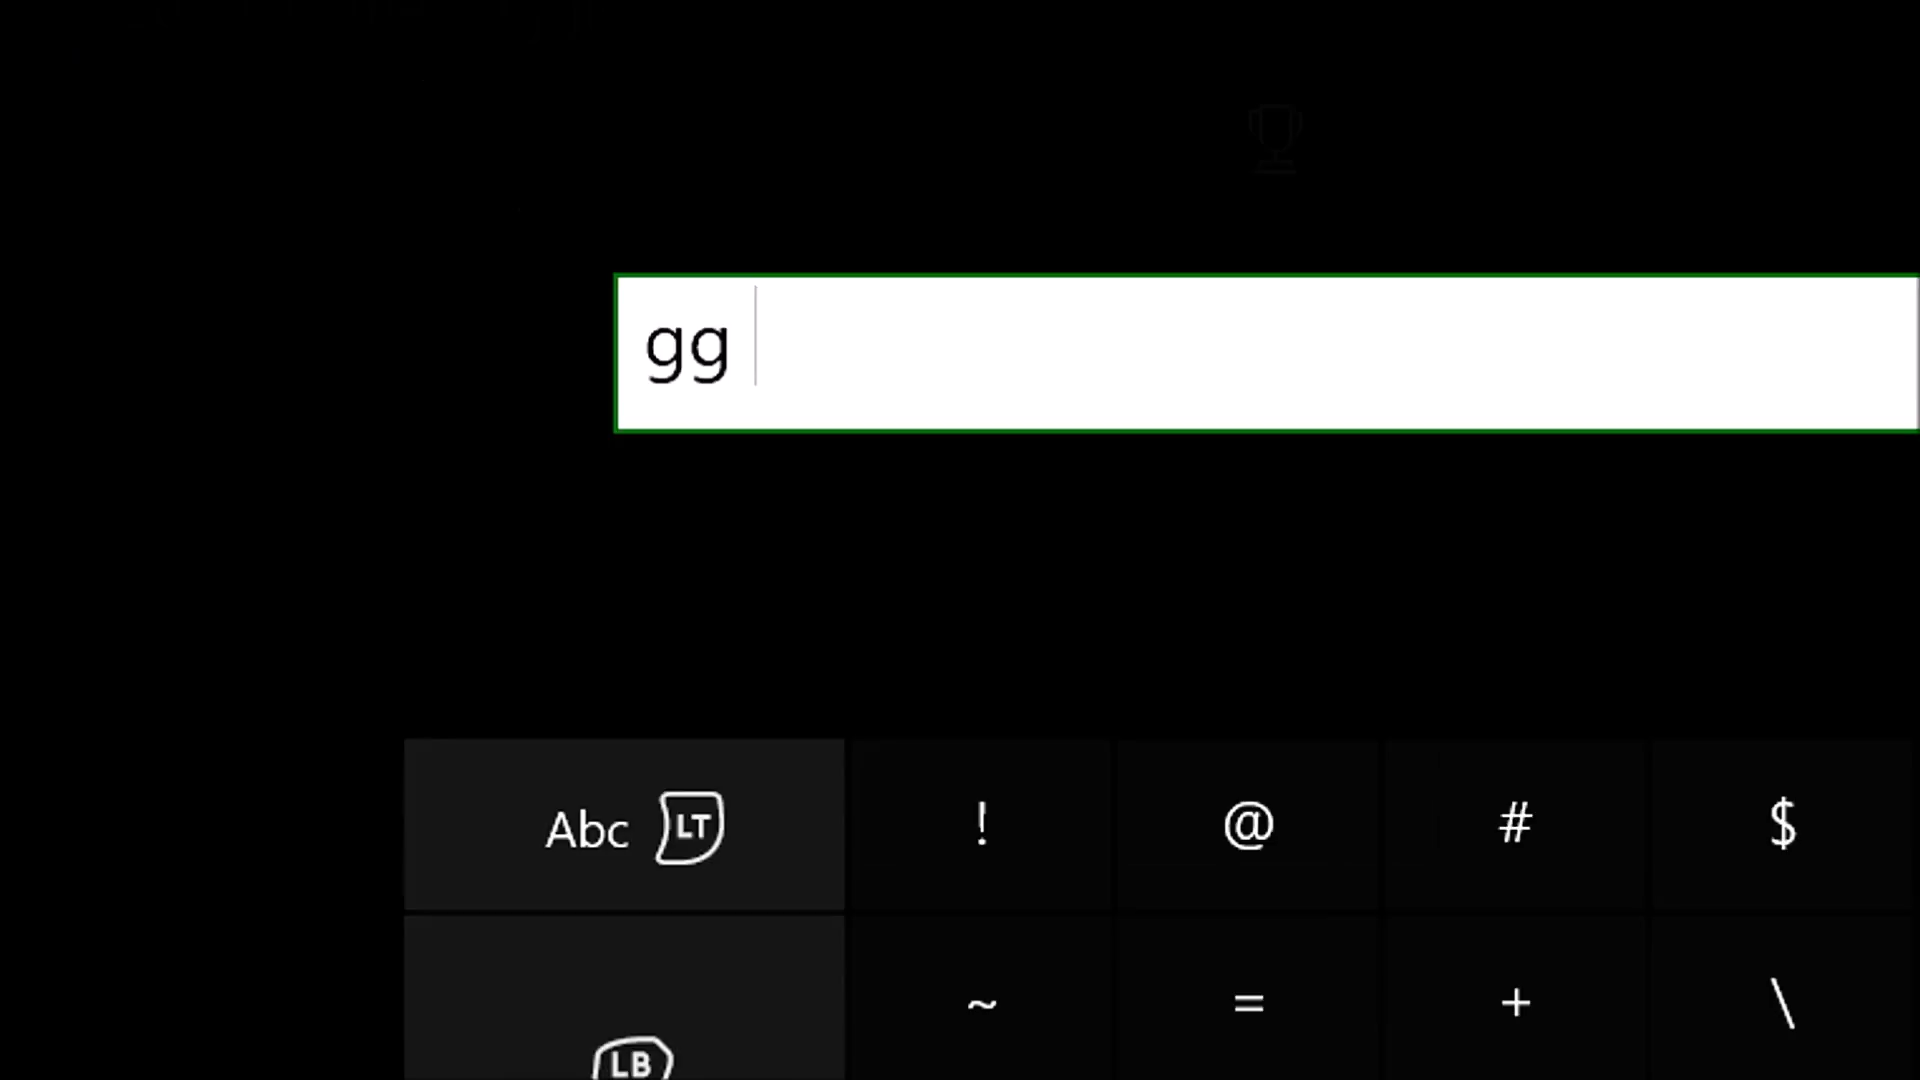 gg
Abc LT ! @ # $
LB ~ = + \